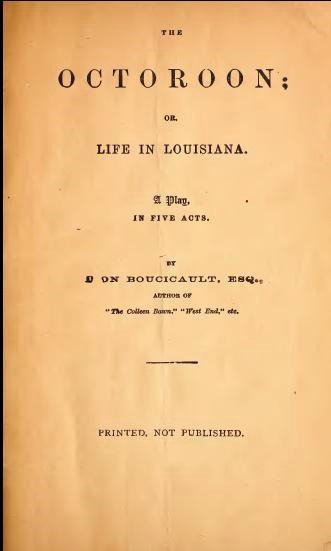 THE
OCTOROON;
OR,
LIFE IN LOUISIANA.
A Play,
IN FIVE ACTS.
BY
DION BOUCICAULT, ESQ.,
AUTHOR OF
"The Colleen Bawn," "West End," etc.
PRINTED, NOT PUBLISHED.